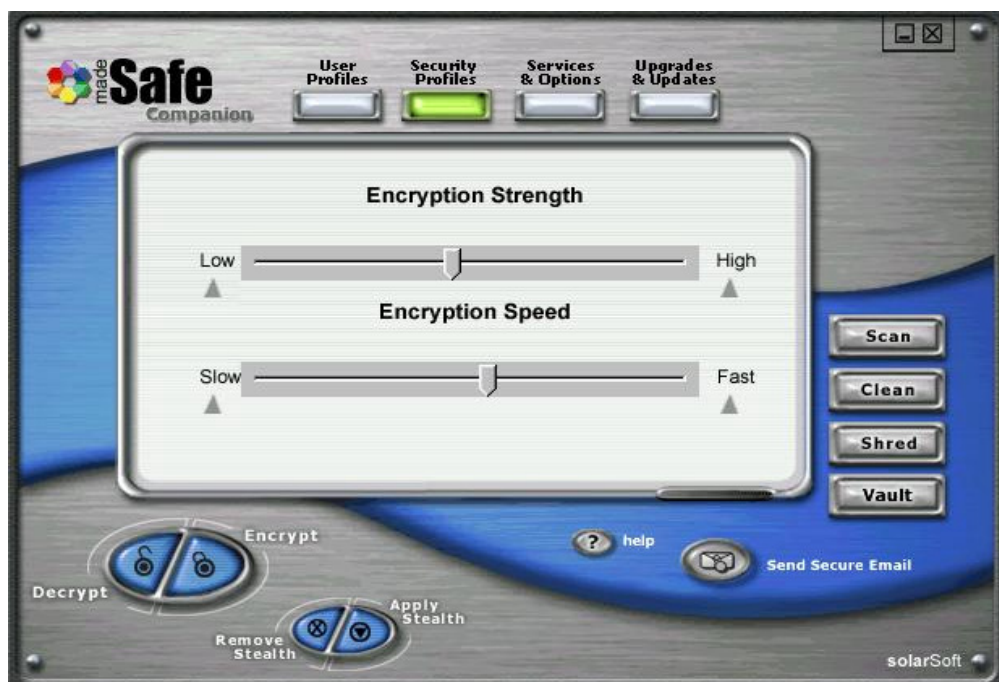 made
Safe
Companion
User
Profiles
Security
Profiles
Services
& Options
Upgrades
& Updates
Encryption Strength
Low
High
Encryption Speed
Slow
Fast
Scan
Clean
Shred
Vault
Encrypt
Decrypt
? help
Send Secure Email
Apply
Stealth
Remove
Stealth
solarSoft